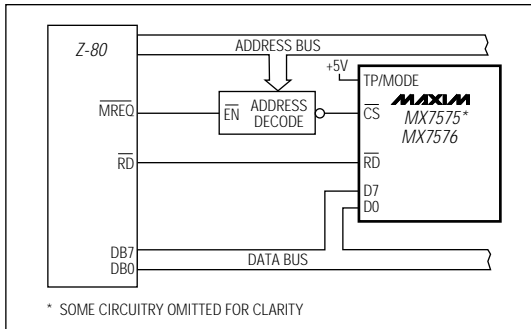 Z-80
ADDRESS BUS
+5V
TP/MODE
MAXIM
MREQ
EN
ADDRESS
DECODE
CS
MX7575*
MX7576
RD
RD
D7
D0
DB7
DB0
DATA BUS
* SOME CIRCUITRY OMITTED FOR CLARITY